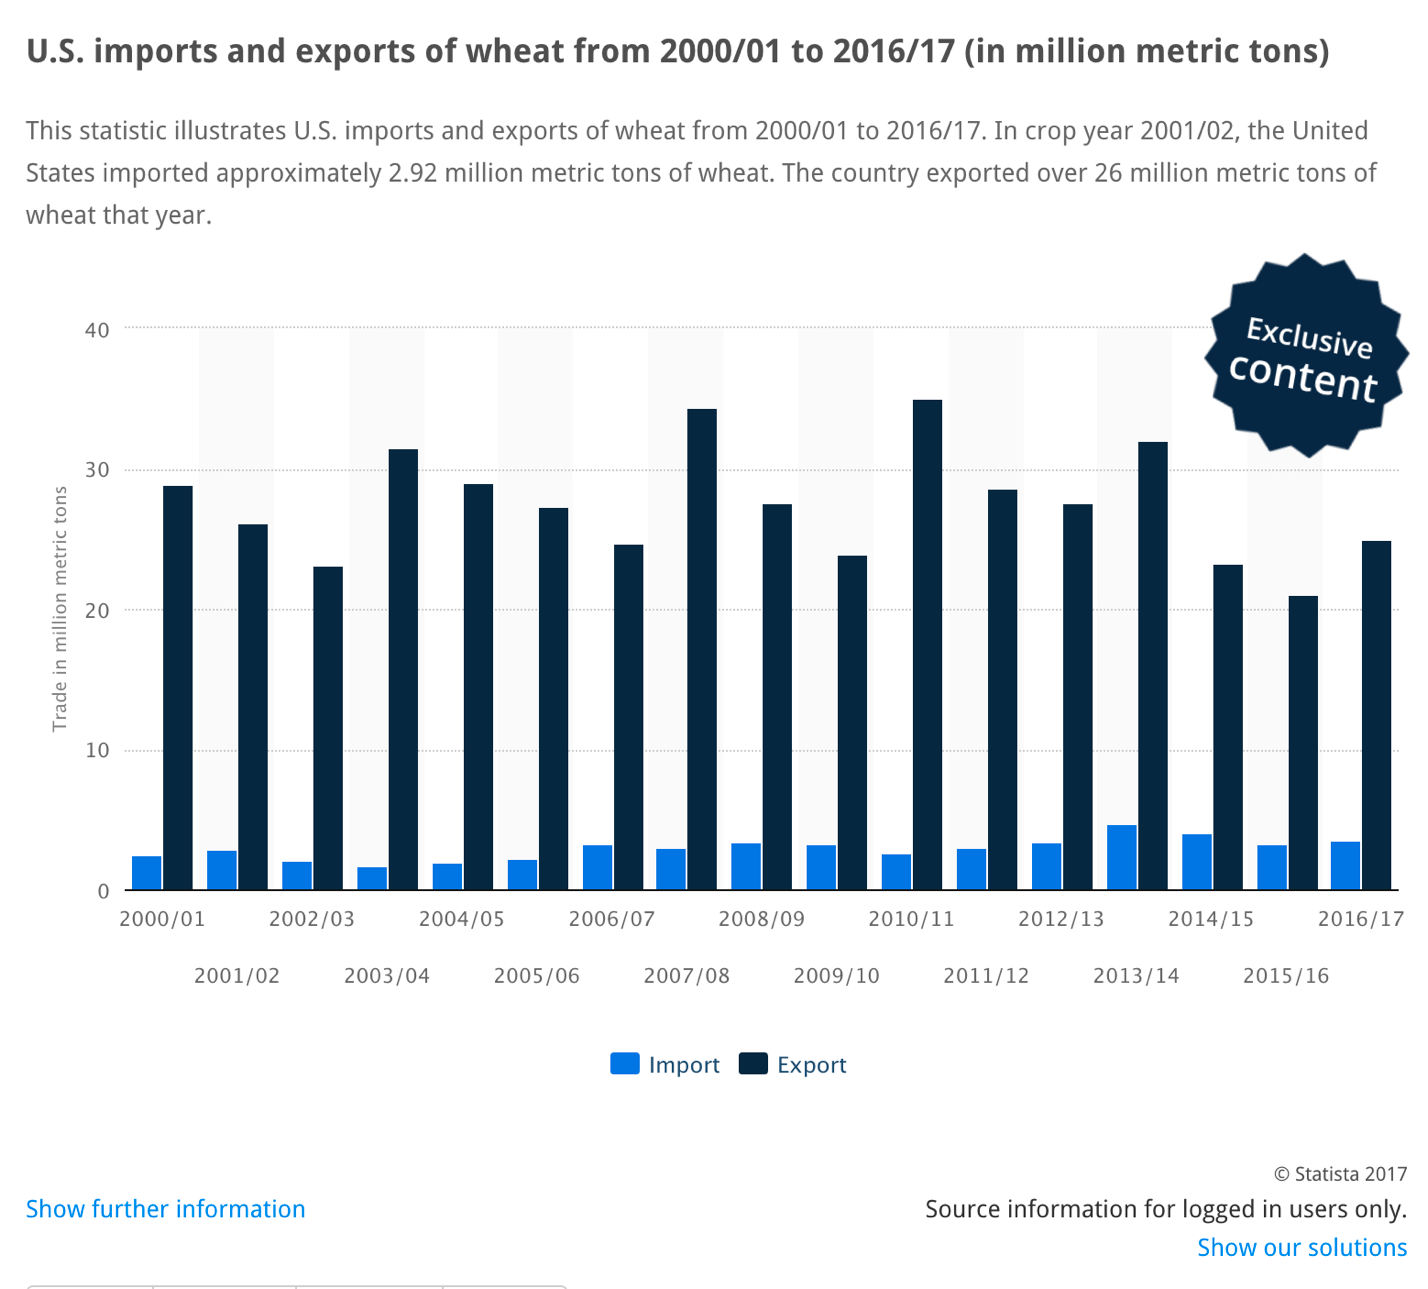 U.S. imports and exports of wheat from 2000/01 to 2016/17 (in million metric tons)
This statistic illustrates U.S. imports and exports of wheat from 2000/01 to 2016/17. In crop year 2001/02, the United
States imported approximately 2.92 million metric tons of wheat. The country exported over 26 million metric tons of
wheat that year.
Exclusive
content
40
30
20
10
0
Trade in million metric tons
2000/01 2002/03 2004/05 2006/07 2008/09 2010/11 2012/13 2014/15 2016/17
2001/02 2003/04 2005/06 2007/08 2009/10 2011/12 2013/14 2015/16
Import Export
© Statista 2017
Show further information Source information for logged in users only.
Show our solutions